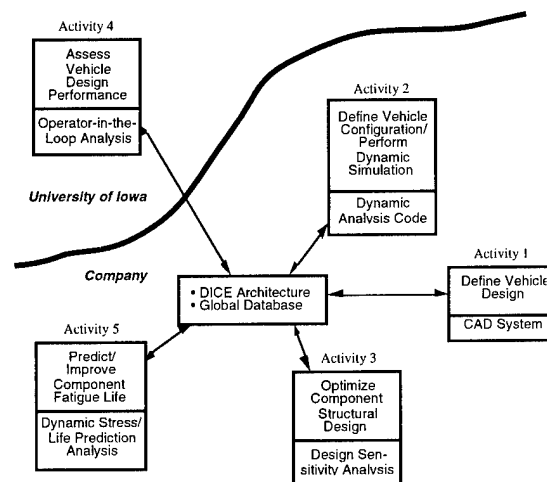 Activity 4
Assess
Vehicle
Design
Performance
Operator-in-the-
Loop Analysis
Activity 2
Define Vehicle
Configuration/
Perform
Dynamic
Simulation
Dynamic
Analysis Code
University of Iowa
Company
Activity 1
Define Vehicle
Design
CAD System
• DICE Architecture
• Global Database
Activity 5
Predict/
Improve
Component
Fatigue Life
Dynamic Stress/
Life Prediction
Analysis
Activity 3
Optimize
Component
Structural
Design
Design Sen-
sitivity Analysis